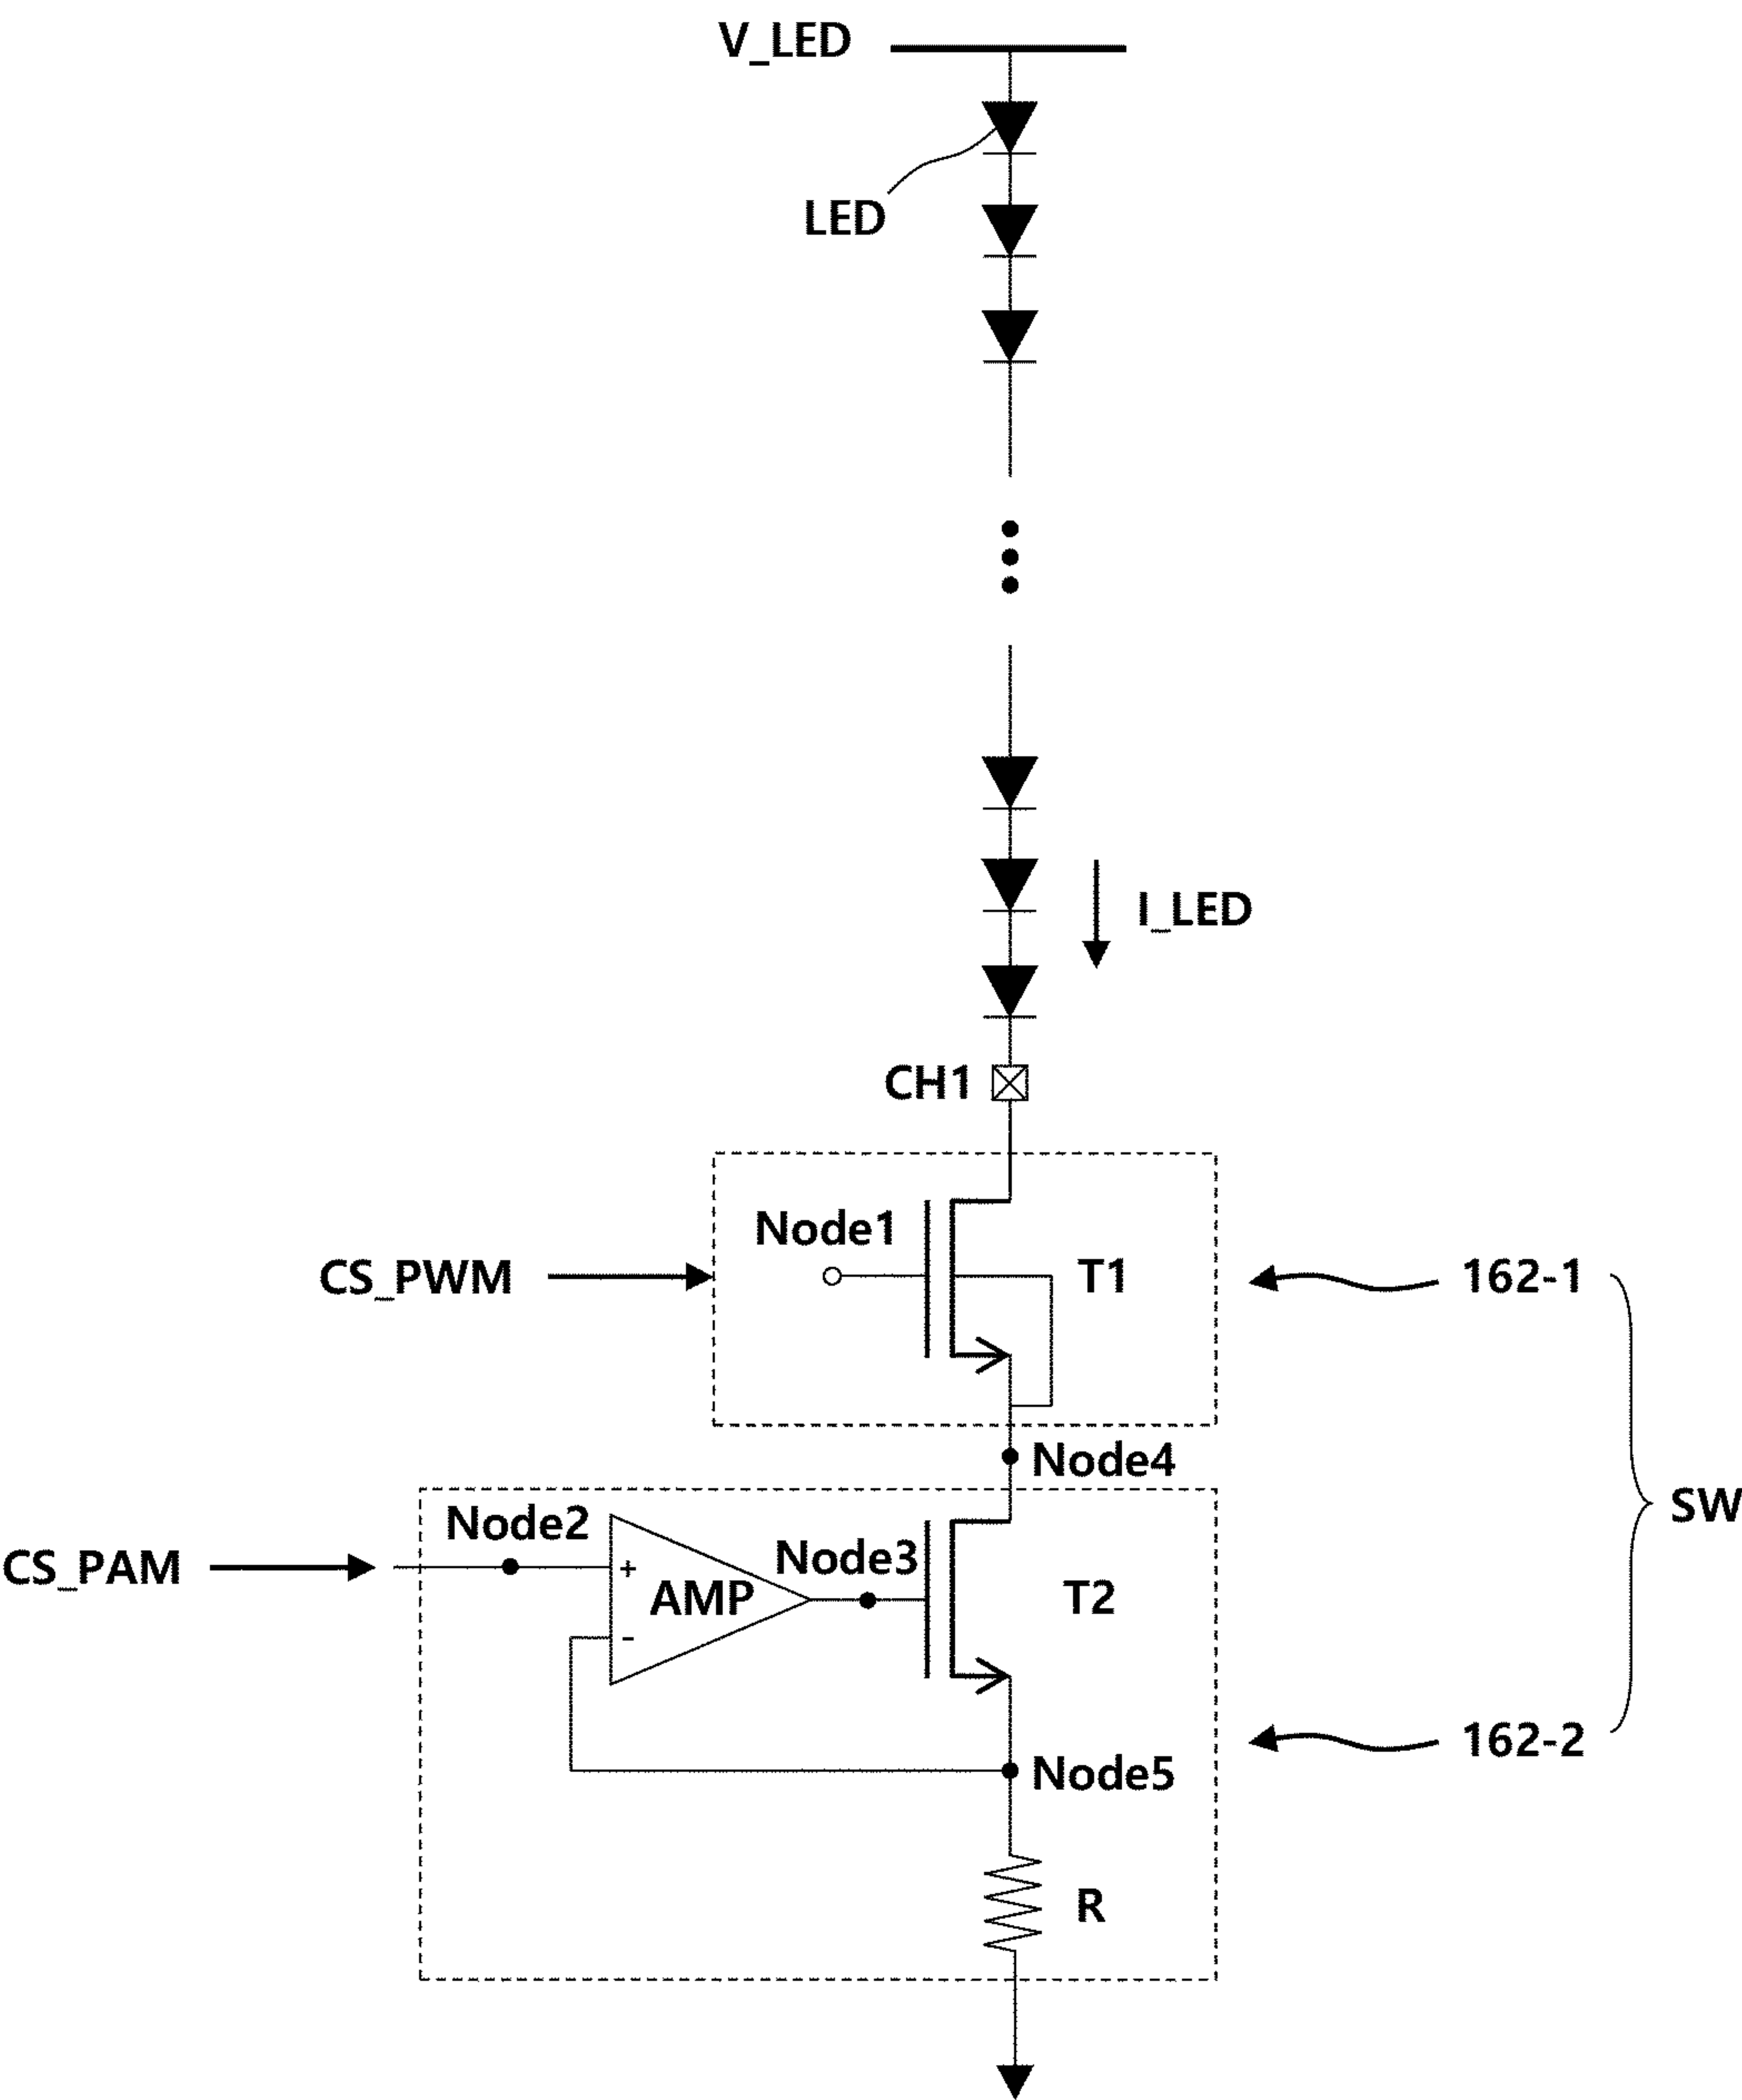 V_LED
LED
I_LED
CH1
Node1
CS_PWM
T1
162-1
Node4
SW
Node2
CS_PAM
+
AMP
-
Node3
T2
162-2
Node5
R